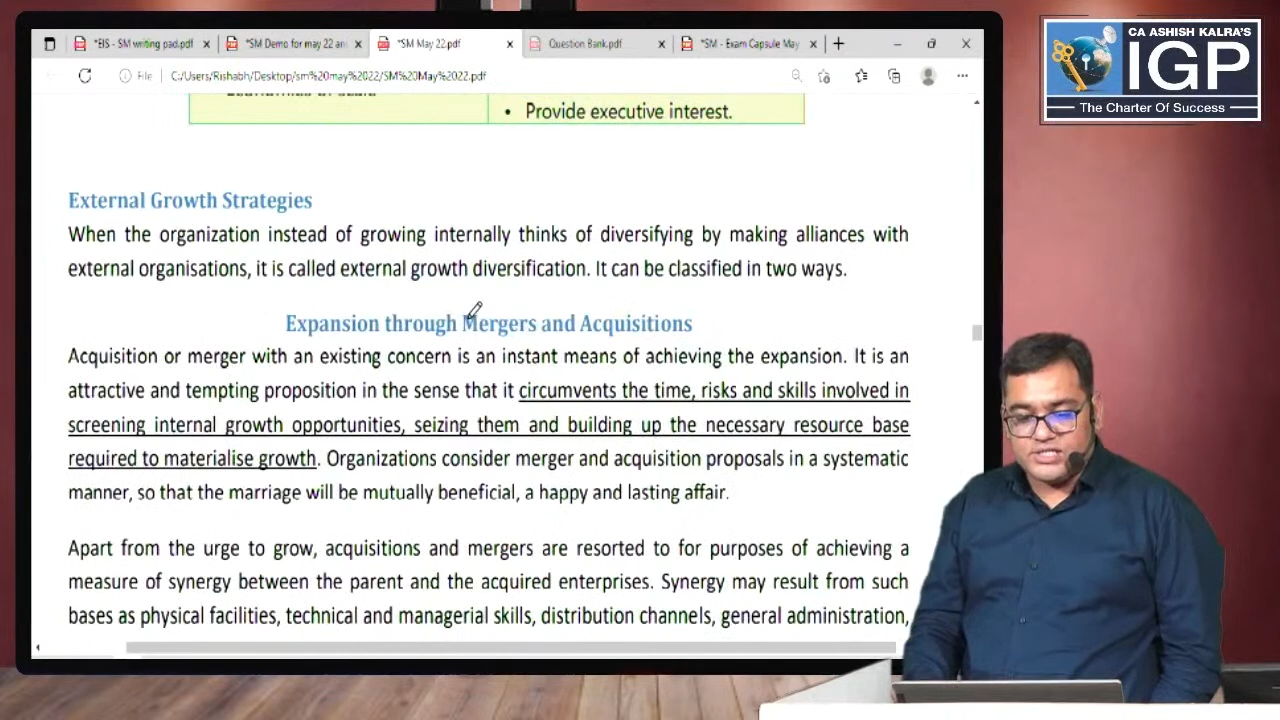 *EIS - SM writing pad.pdf
*SM Demo for may 22 an
*SM May 22.pdf
Question Bank.pdf
*SM - Exam Capsule May
File
C:/Users/Rishabh/Desktop/sm%20may%2022/SM%20May%2022.pdf
CA ASHISH KALRA'S
IGP
The Charter Of Success
• Provide executive interest.
External Growth Strategies
When the organization instead of growing internally thinks of diversifying by making alliances with
external organisations, it is called external growth diversification. It can be classified in two ways.
Expansion through Mergers and Acquisitions
Acquisition or merger with an existing concern is an instant means of achieving the expansion. It is an
attractive and tempting proposition in the sense that it circumvents the time, risks and skills involved in
screening internal growth opportunities, seizing them and building up the necessary resource base
required to materialise growth. Organizations consider merger and acquisition proposals in a systematic
manner, so that the marriage will be mutually beneficial, a happy and lasting affair.
Apart from the urge to grow, acquisitions and mergers are resorted to for purposes of achieving a
measure of synergy between the parent and the acquired enterprises. Synergy may result from such
bases as physical facilities, technical and managerial skills, distribution channels, general administration,